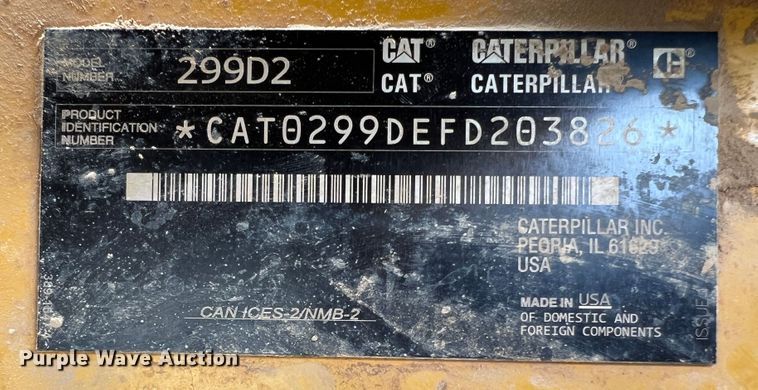 MODEL NUMBER 299D2
CAT® CATERPILLAR®
CAT® CATERPILLAR
PRODUCT IDENTIFICATION NUMBER *CAT0299DEFD203826*
CATERPILLAR INC.
PEORIA, IL 61629
USA
MADE IN USA
OF DOMESTIC AND
FOREIGN COMPONENTS
CAN ICES-2/NMB-2
ISSUE
Purple Wave Auction